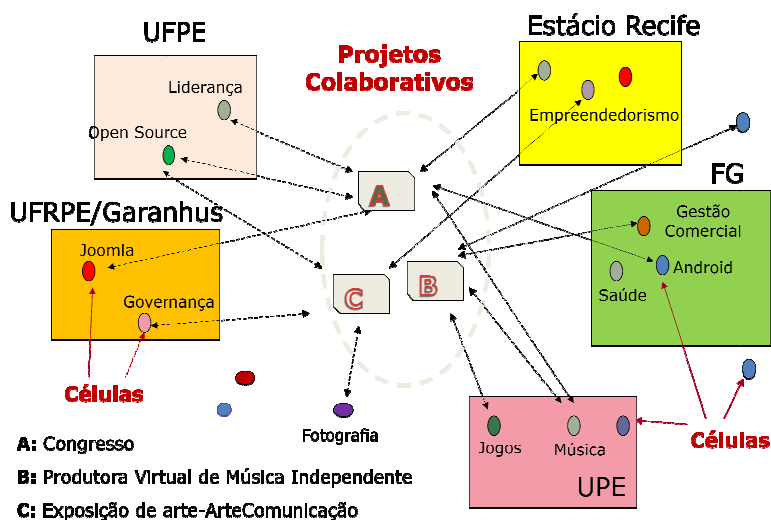 UFPE
Liderança
Open Source
Projetos
Colaborativos
Estácio Recife
Empreendedorismo
UFRPE/Garanhus
Joomla
Governança
Células
A
C
B
FG
Gestão
Comercial
Android
Saúde
Células
Fotografia
Jogos
Música
UPE
A: Congresso
B: Produtora Virtual de Música Independente
C: Exposição de arte-ArteComunicação